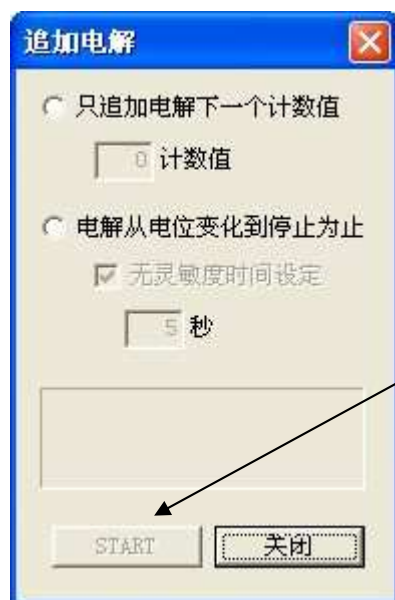 追加电解
只追加电解下一个计数值
0 计数值
电解从电位变化到停止为止
无灵敏度时间设定
5 秒
START 关闭